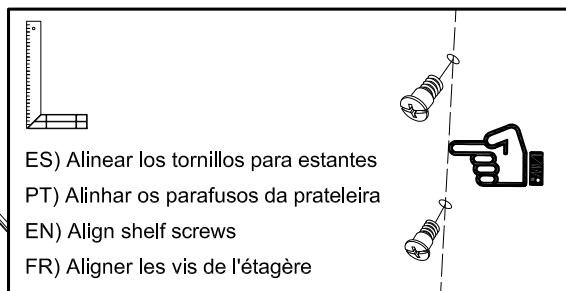 ES) Alinear los tornillos para estantes
PT) Alinhar os parafusos da prateleira
EN) Align shelf screws
FR) Aligner les vis de l'étagère